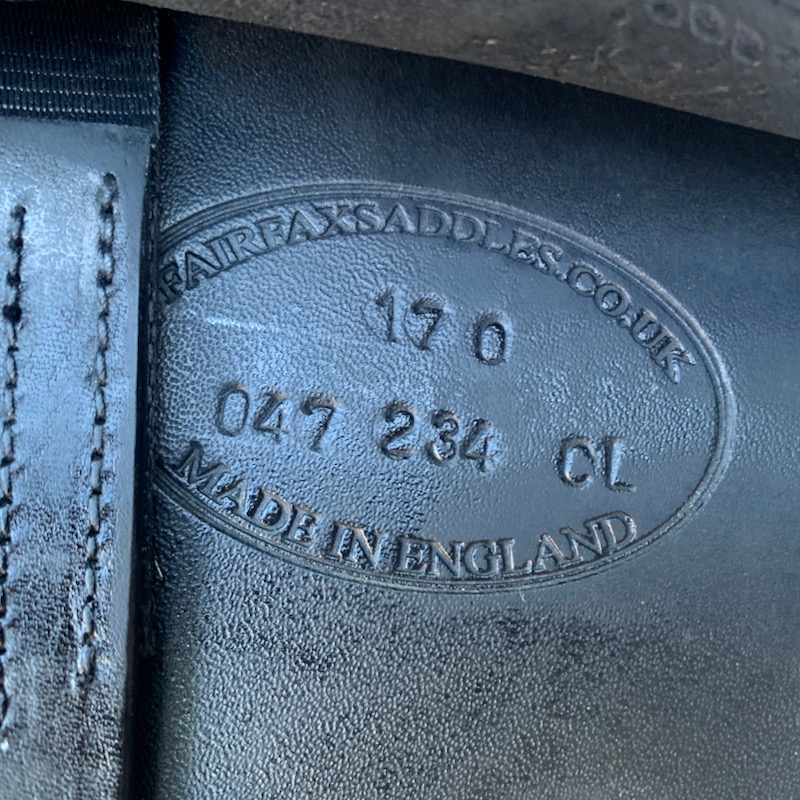 FAIRFAXSADDLES.CO.UK
17 0
047 234 CL
MADE IN ENGLAND